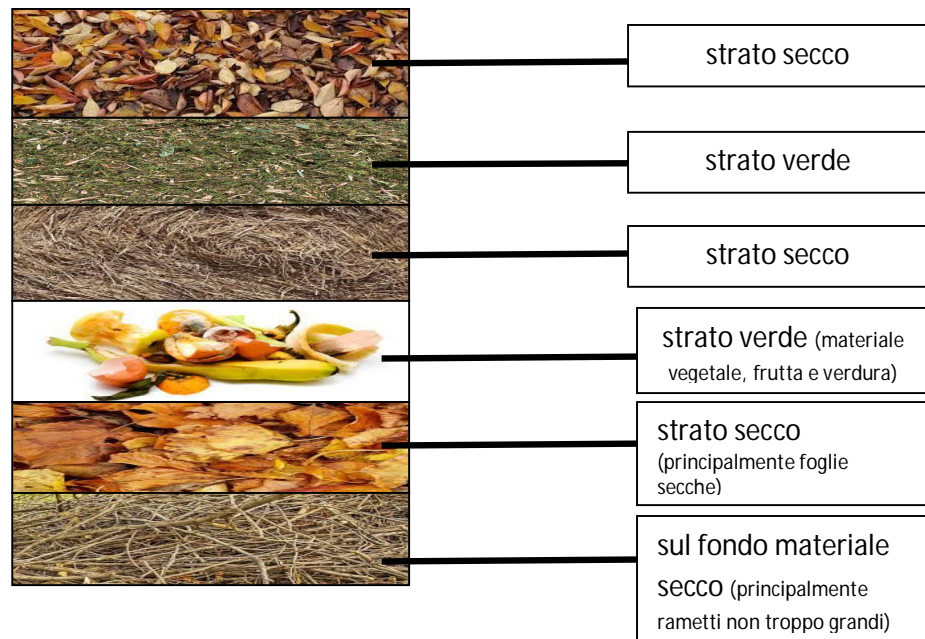 strato secco
strato verde
strato secco
strato verde (materiale
vegetale, frutta e verdura)
strato secco
(principalmente foglie
secche)
sul fondo materiale
secco (principalmente
rametti non troppo grandi)